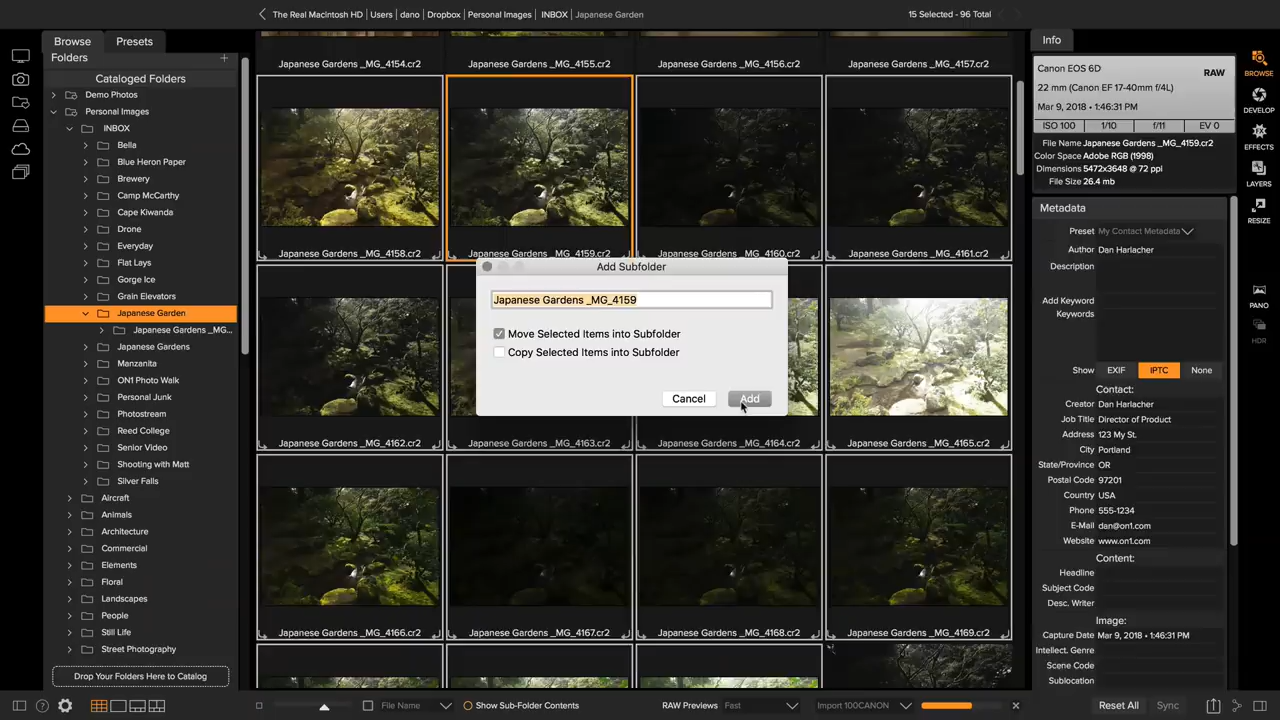 The Real Macintosh HD | Users | dano | Dropbox | Personal Images | INBOX | Japanese Garden
15 Selected - 96 Total
Browse
Presets
Info
Folders
Cataloged Folders
Demo Photos
Personal Images
INBOX
Bella
Blue Heron Paper
Brewery
Camp McCarthy
Cape Kiwanda
Drone
Everyday
Flat Lays
Gorge Ice
Grain Elevators
Japanese Garden
Japanese Gardens _MG...
Japanese Gardens
Manzanita
ON1 Photo Walk
Personal Junk
Photostream
Reed College
Senior Video
Shooting with Matt
Silver Falls
Aircraft
Animals
Architecture
Commercial
Elements
Floral
Landscapes
People
Still Life
Street Photography
Drop Your Folders Here to Catalog
Japanese Gardens _MG_4154.cr2
Japanese Gardens _MG_4155.cr2
Japanese Gardens _MG_4156.cr2
Japanese Gardens _MG_4157.cr2
Japanese Gardens _MG_4158.cr2
Japanese Gardens _MG_4159.cr2
Japanese Gardens _MG_4160.cr2
Japanese Gardens _MG_4161.cr2
Add Subfolder
Japanese Gardens _MG_4159
Move Selected Items into Subfolder
Copy Selected Items into Subfolder
Cancel
Add
Japanese Gardens _MG_4162.cr2
Japanese Gardens _MG_4163.cr2
Japanese Gardens _MG_4164.cr2
Japanese Gardens _MG_4165.cr2
Japanese Gardens _MG_4166.cr2
Japanese Gardens _MG_4167.cr2
Japanese Gardens _MG_4168.cr2
Japanese Gardens _MG_4169.cr2
Canon EOS 6D
RAW
22 mm (Canon EF 17-40mm f/4L)
Mar 9, 2018 • 1:46:31 PM
ISO 100 1/10 f/11 EV 0
File Name Japanese Gardens _MG_4159.cr2
Color Space Adobe RGB (1998)
Dimensions 5472x3648 @ 72 ppi
File Size 26.4 mb
Metadata
Preset My Contact Metadata
Author Dan Harlacher
Description
Add Keyword
Keywords
Show EXIF IPTC None
Contact:
Creator Dan Harlacher
Job Title Director of Product
Address 123 My St.
City Portland
State/Province OR
Postal Code 97201
Country USA
Phone 555-1234
E-Mail dan@on1.com
Website www.on1.com
Content:
Headline
Subject Code
Desc. Writer
Image:
Capture Date Mar 9, 2018 • 1:46:31 PM
Intellect. Genre
Scene Code
Sublocation
BROWSE
DEVELOP
EFFECTS
LAYERS
RESIZE
PANO
HDR
File Name
Show Sub-Folder Contents
RAW Previews Fast
Import 100CANON
Reset All
Sync